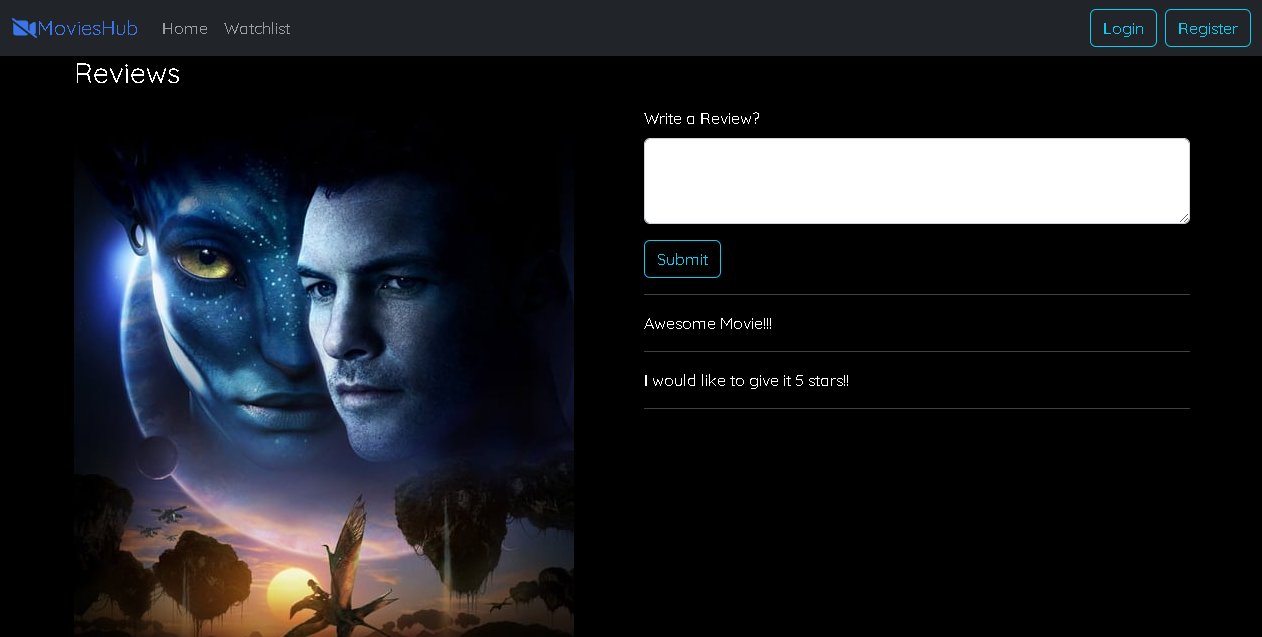 MoviesHub Home Watchlist Login Register
Reviews
Write a Review?
Submit
Awesome Movie!!!
I would like to give it 5 stars!!